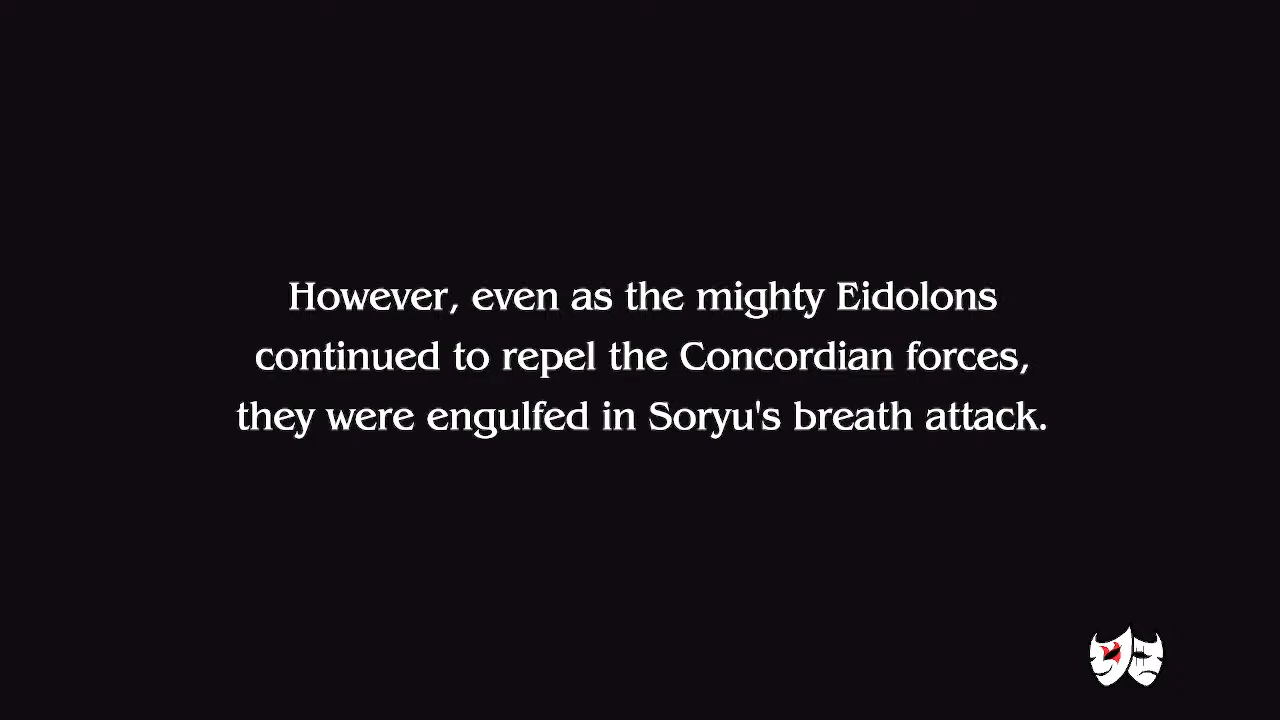 However, even as the mighty Eidolons
continued to repel the Concordian forces,
they were engulfed in Soryu's breath attack.